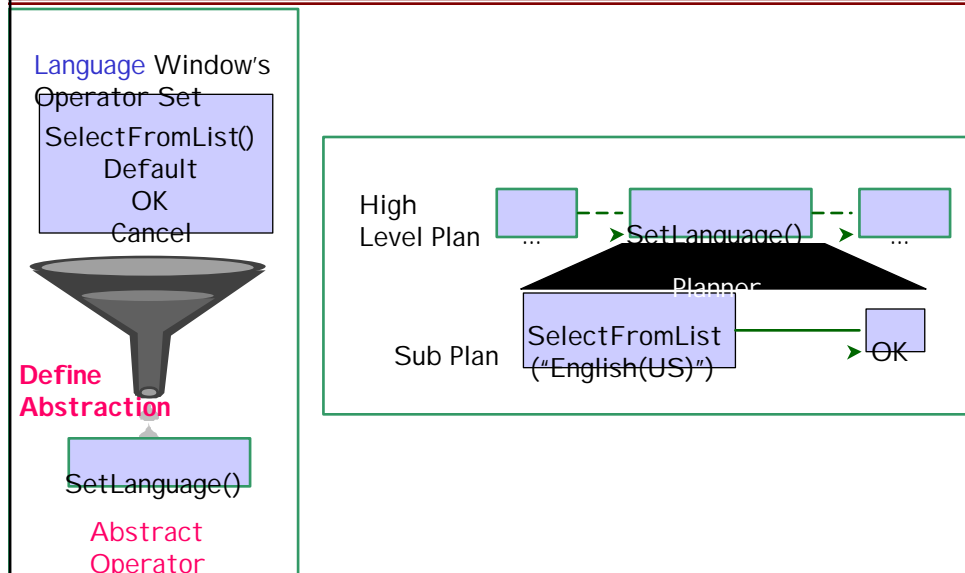 Language Window's
Operator Set
SelectFromList()
Default
OK
Cancel
Define
Abstraction
SetLanguage()
Abstract
Operator
High
Level Plan
...
SetLanguage()
...
Planner
Sub Plan
SelectFromList
(“English(US)”)
OK